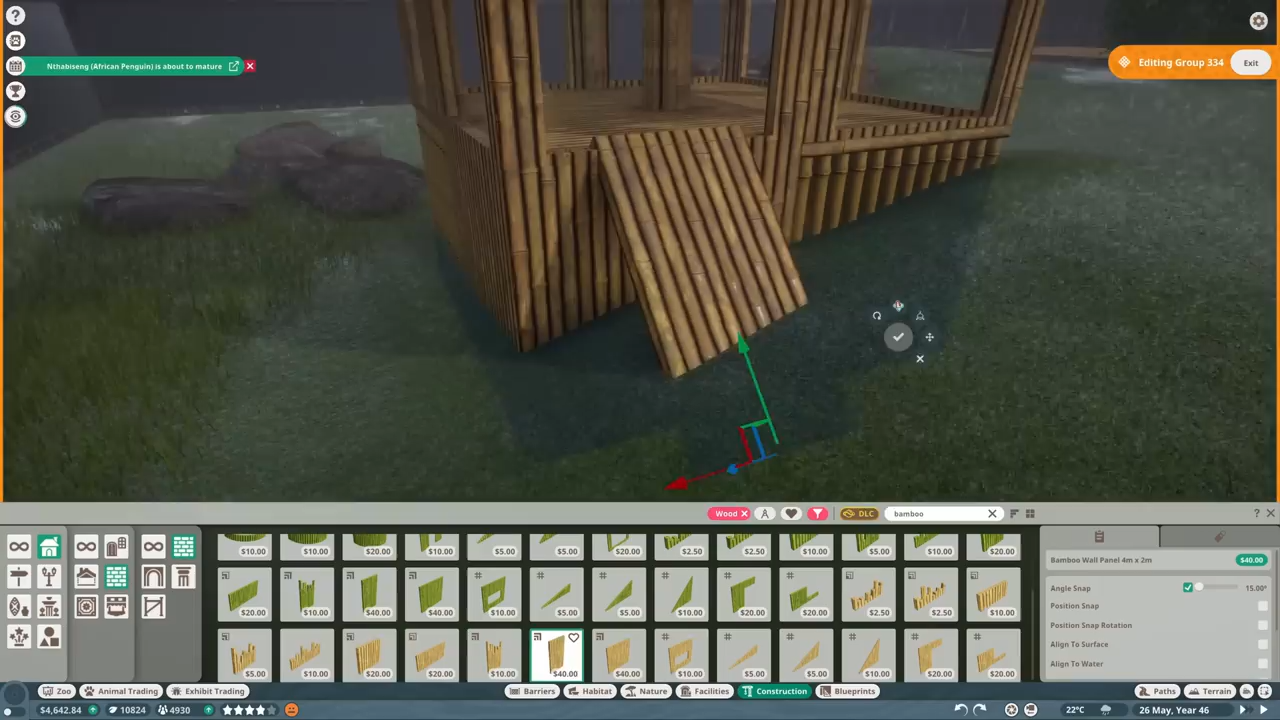 ?
Nthabiseng (African Penguin) is about to mature
Editing Group 334
Exit
Wood
DLC
bamboo
?
$10.00 $10.00 $20.00 $10.00 $5.00 $5.00 $20.00 $2.50 $2.50 $5.00 $10.00 $10.00
$20.00 $10.00 $40.00 $40.00 $10.00 $5.00 $5.00 $10.00 $20.00 $20.00 $2.50 $2.50 $10.00
$5.00 $10.00 $20.00 $20.00 $10.00 $40.00 $40.00 $10.00 $5.00 $5.00 $10.00 $20.00 $20.00
Bamboo Wall Panel 4m x 2m $40.00
Angle Snap 15.00°
Position Snap
Position Snap Rotation
Align To Surface
Align To Water
Zoo Animal Trading Exhibit Trading Barriers Habitat Nature Facilities Construction Blueprints Paths Terrain
$4,642.84 10824 4930 22°C 26 May, Year 46